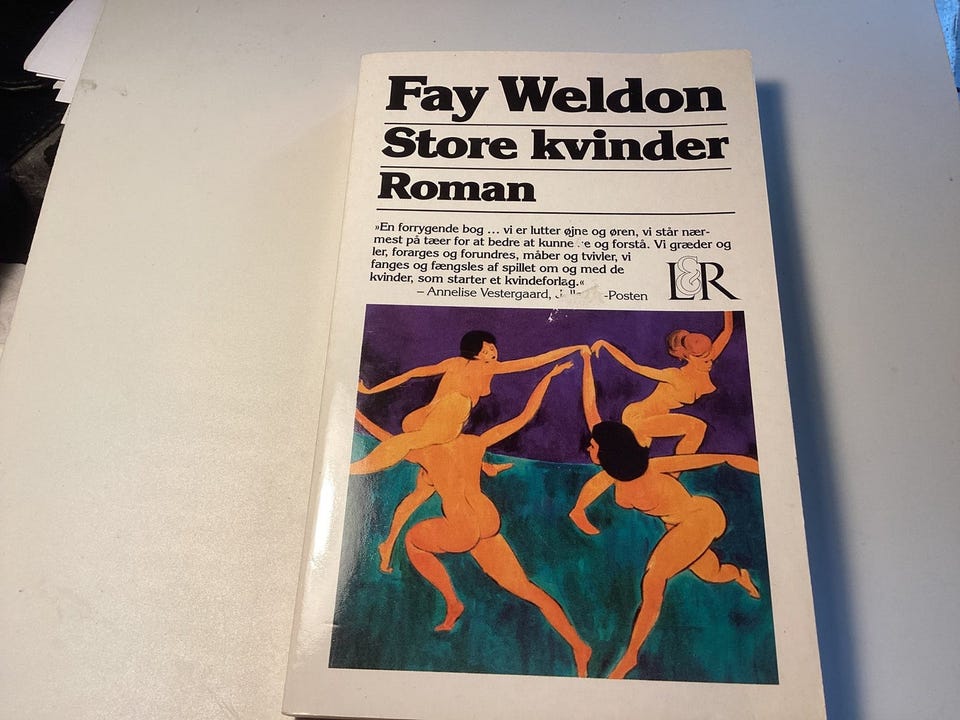 Fay Weldon
Store kvinder
Roman
»En forrygende bog ... vi er lutter øjne og øren, vi står nær-
mest på tæer for at bedre at kunne e og forstå. Vi græder og
ler, forarges og forundres, måber og tvivler, vi
fanges og fængsles af spillet om og med de
kvinder, som starter et kvindeforlag.«
– Annelise Vestergaard, -Posten
L&R